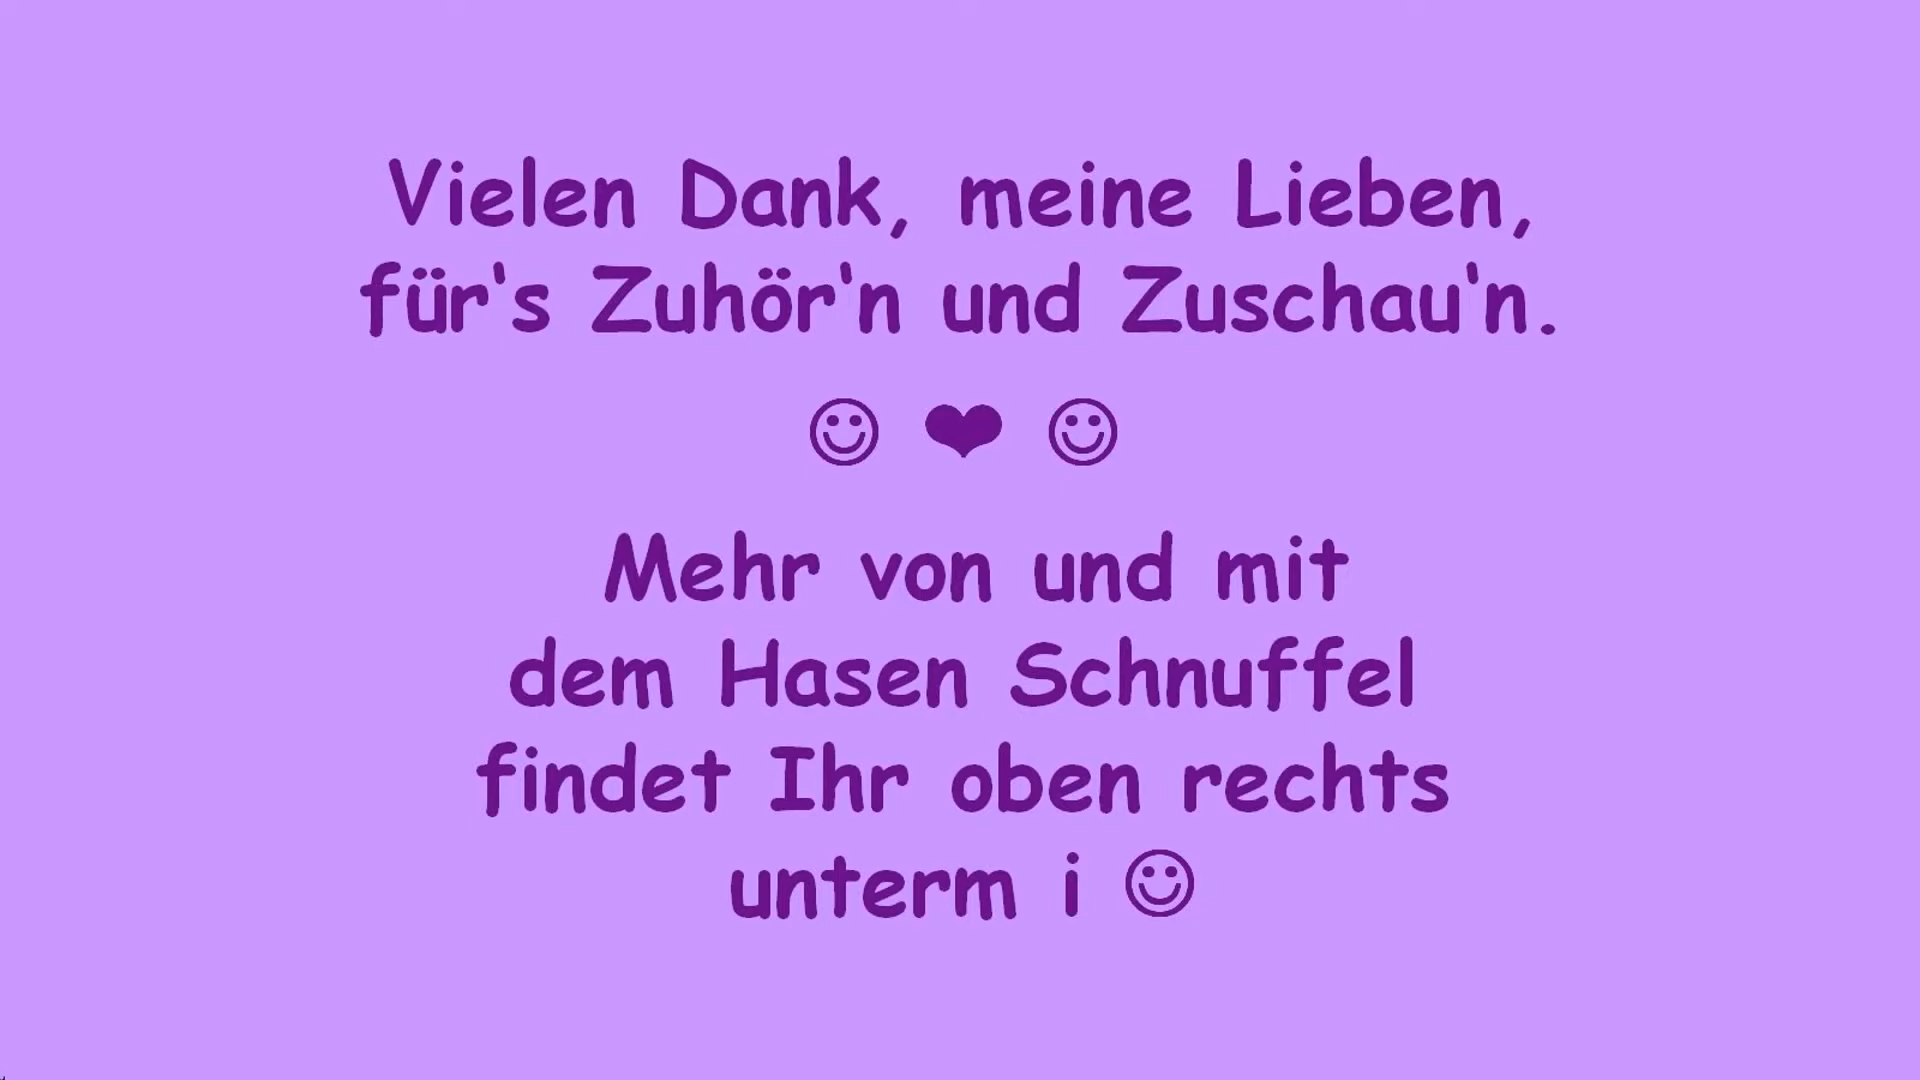 Vielen Dank, meine Lieben,
für‘s Zuhör‘n und Zuschau‘n.
☺ ❤ ☺
Mehr von und mit
dem Hasen Schnuffel
findet Ihr oben rechts
unterm i ☺